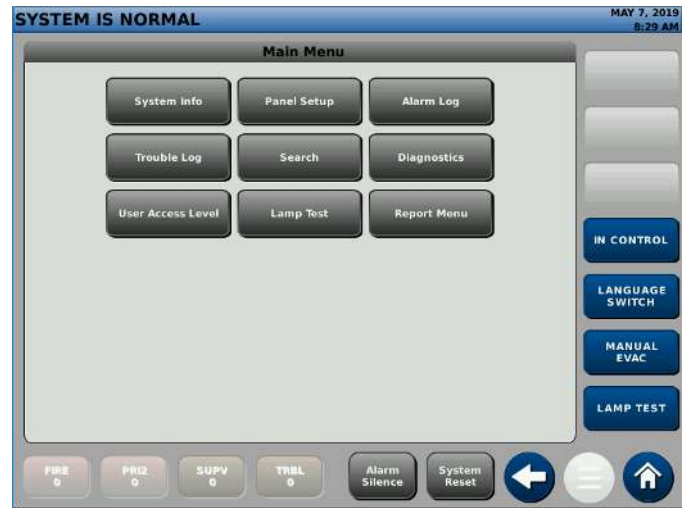 SYSTEM IS NORMAL
MAY 7, 2019
8:29 AM
Main Menu
System Info
Panel Setup
Alarm Log
Trouble Log
Search
Diagnostics
User Access Level
Lamp Test
Report Menu
IN CONTROL
LANGUAGE
SWITCH
MANUAL
EVAC
LAMP TEST
FIRE
0
PRI2
0
SUPV
0
TRBL
0
Alarm
Silence
System
Reset